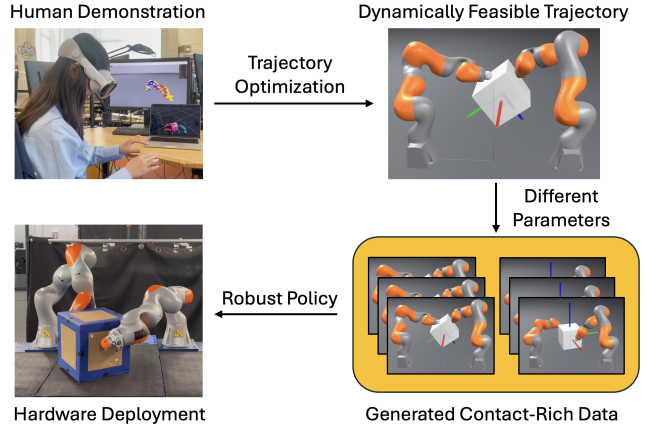 Human Demonstration
Dynamically Feasible Trajectory
Trajectory
Optimization
Different
Parameters
Robust Policy
Hardware Deployment
Generated Contact-Rich Data